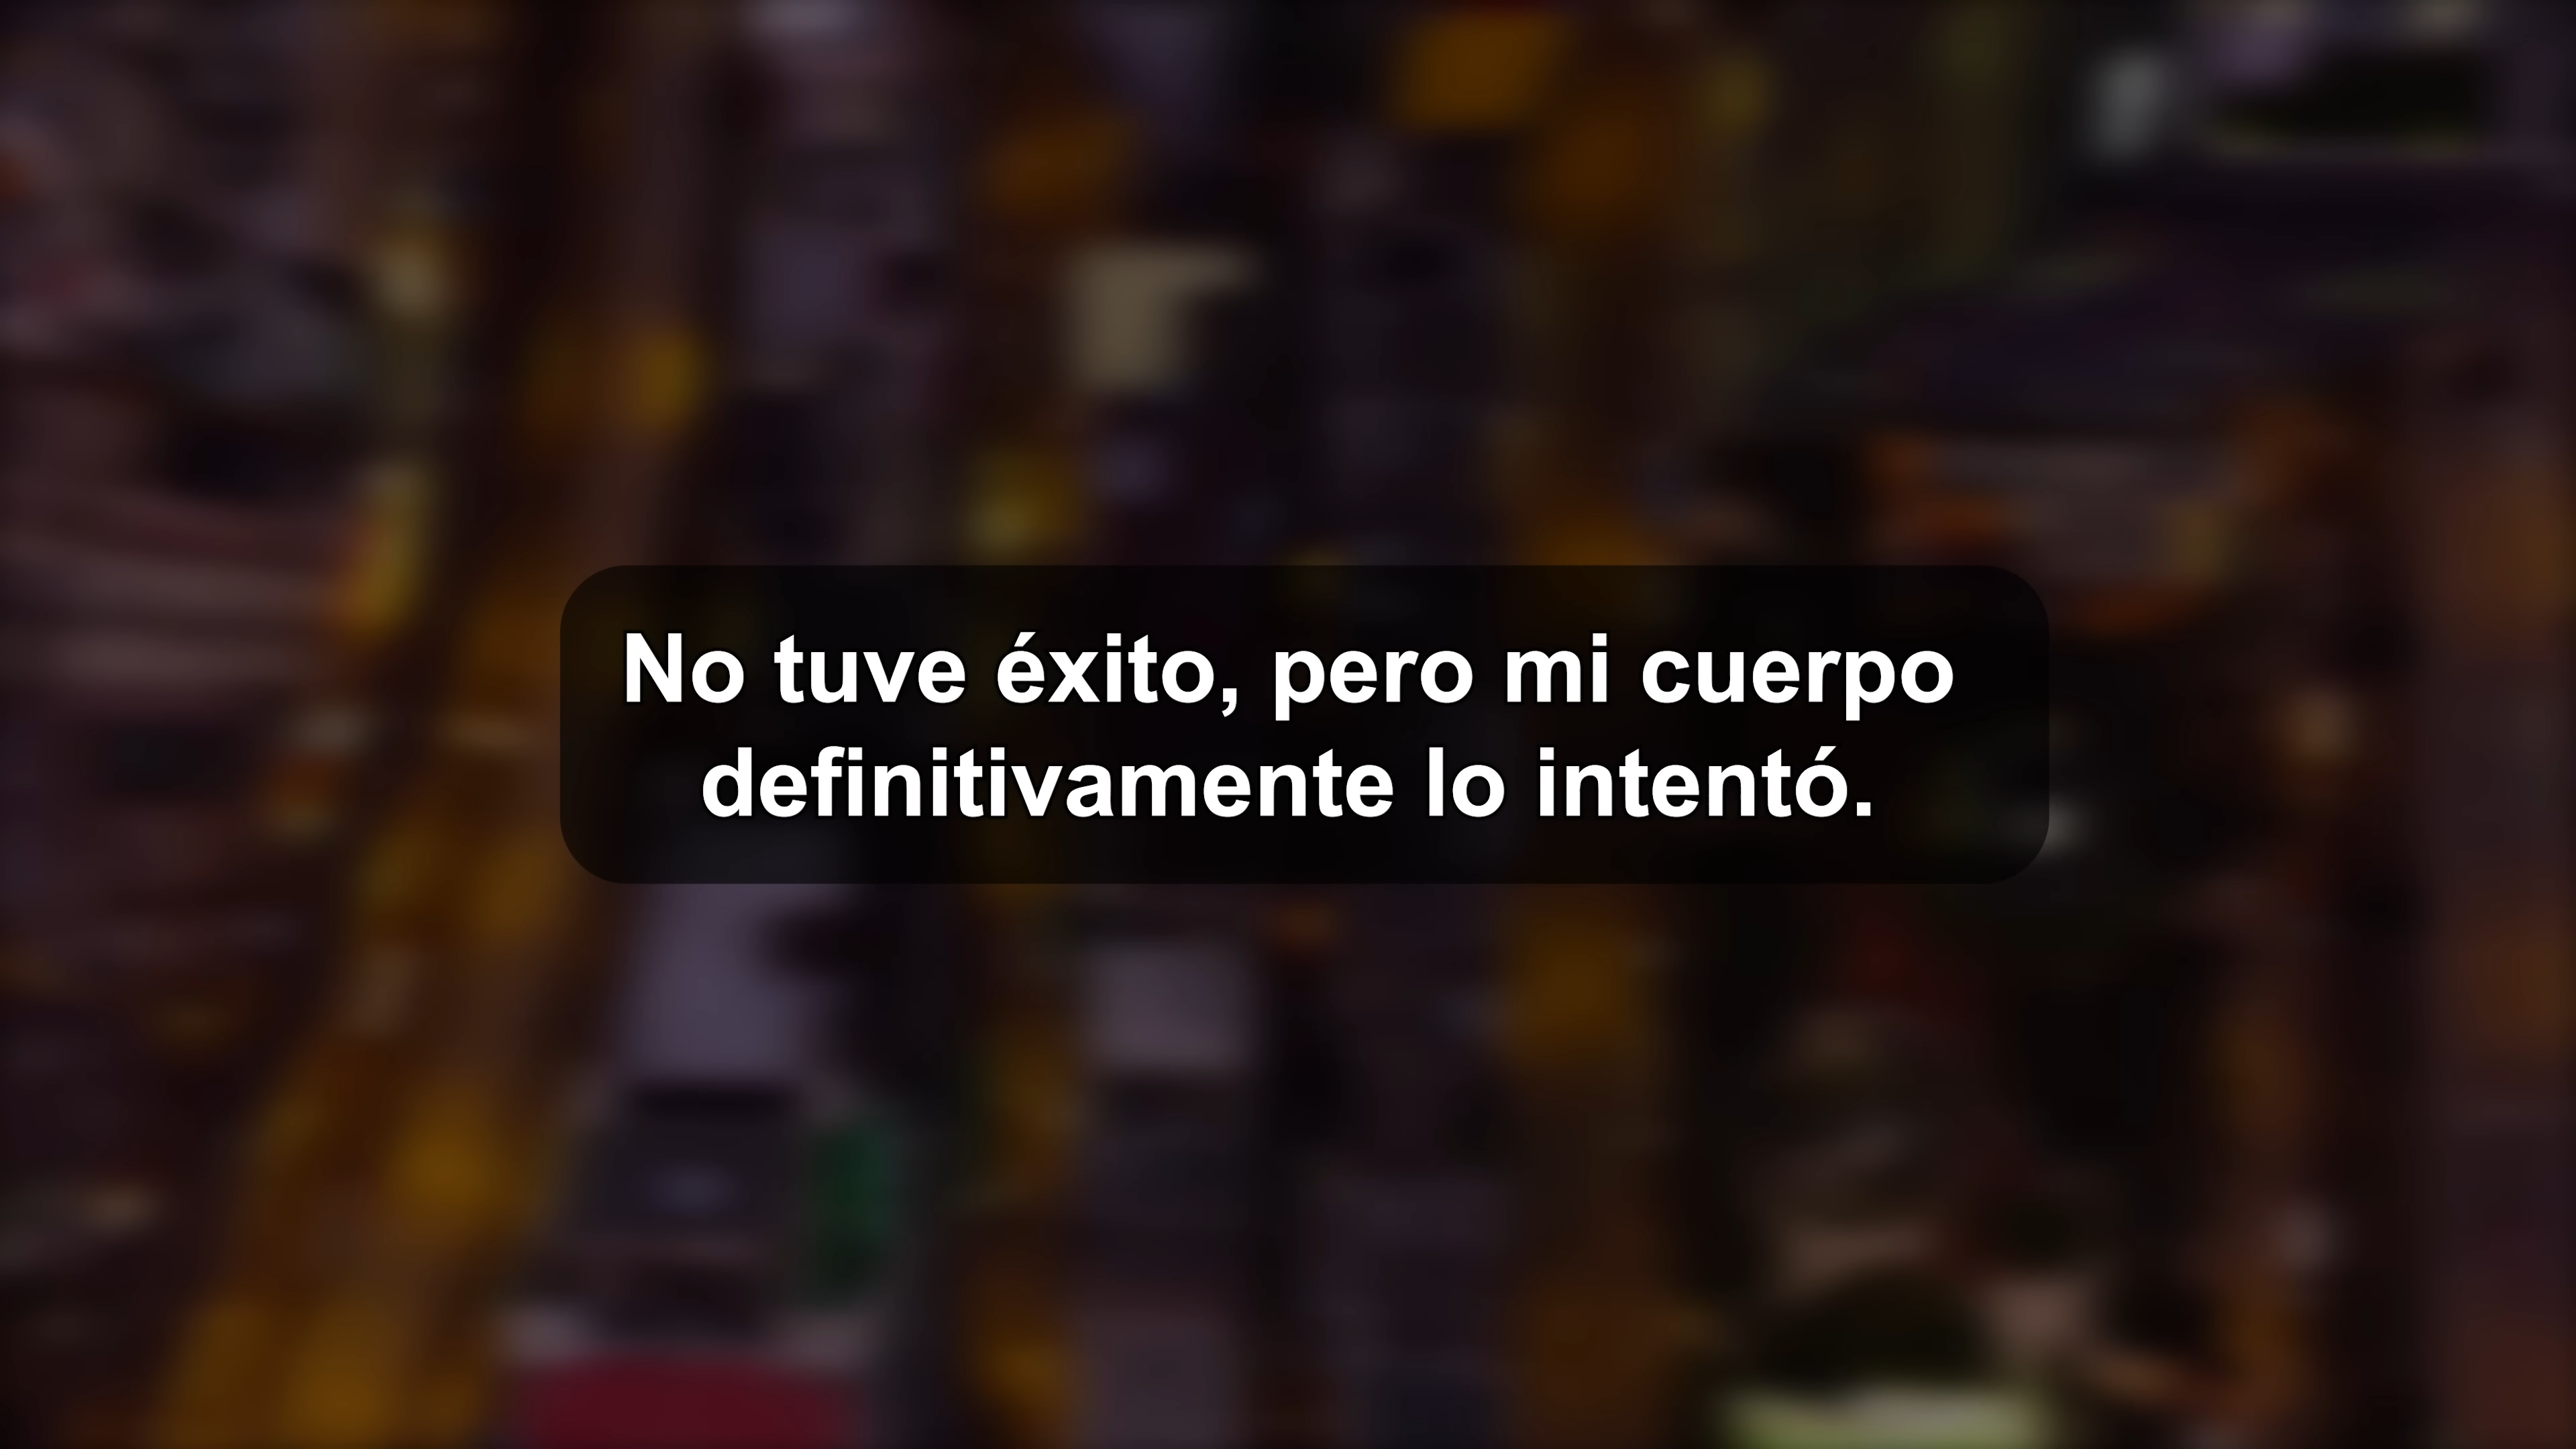 No tuve éxito, pero mi cuerpo
definitivamente lo intentó.